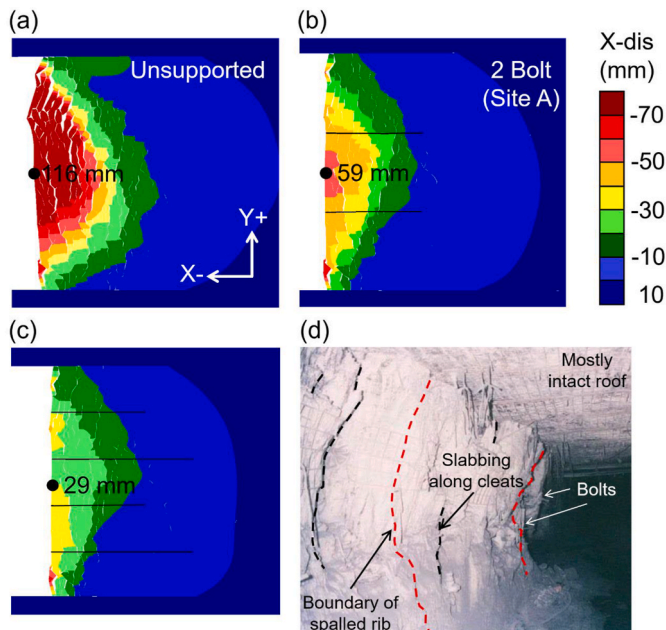 (a)
Unsupported
116 mm
Y+
X-
(b)
2 Bolt
(Site A)
59 mm
X-dis
(mm)
-70
-50
-30
-10
10
(c)
29 mm
(d)
Mostly
intact roof
Slabbing
along cleats
Bolts
Boundary of
spalled rib